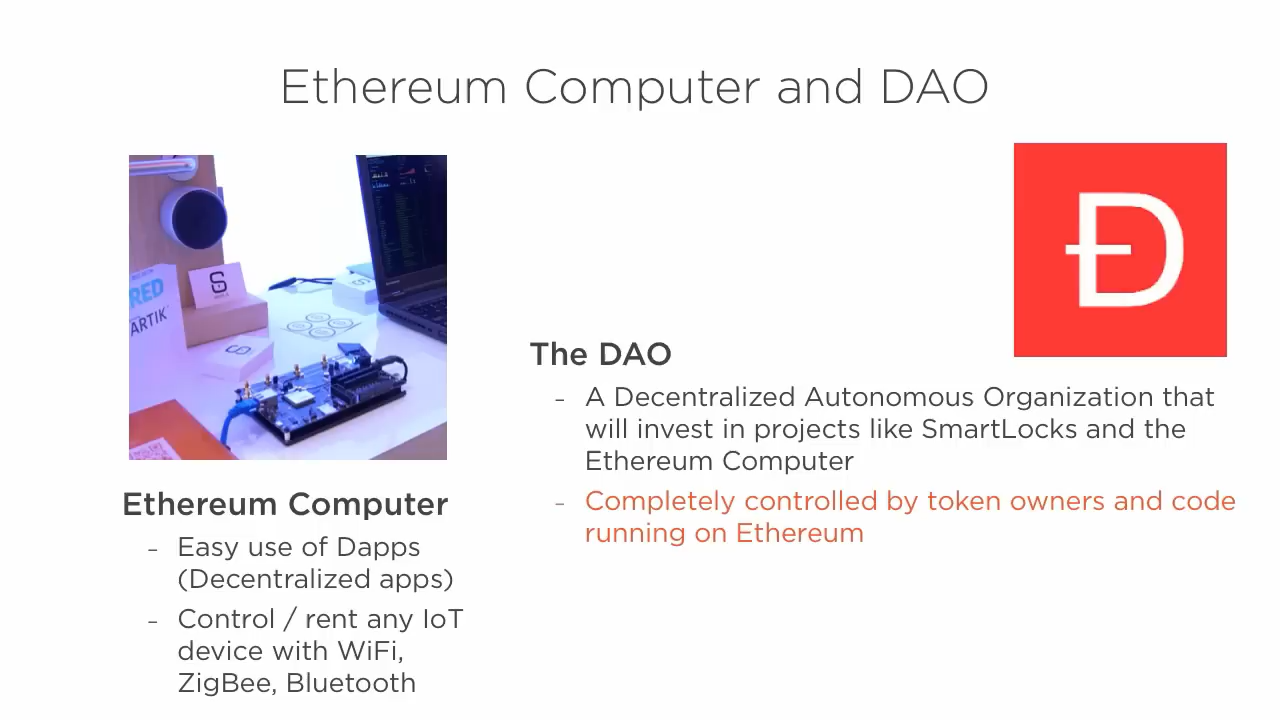 Ethereum Computer and DAO
RED
ARTIK
Ethereum Computer
- Easy use of Dapps
(Decentralized apps)
- Control / rent any IoT
device with WiFi,
ZigBee, Bluetooth
Đ
The DAO
- A Decentralized Autonomous Organization that
will invest in projects like SmartLocks and the
Ethereum Computer
- Completely controlled by token owners and code
running on Ethereum